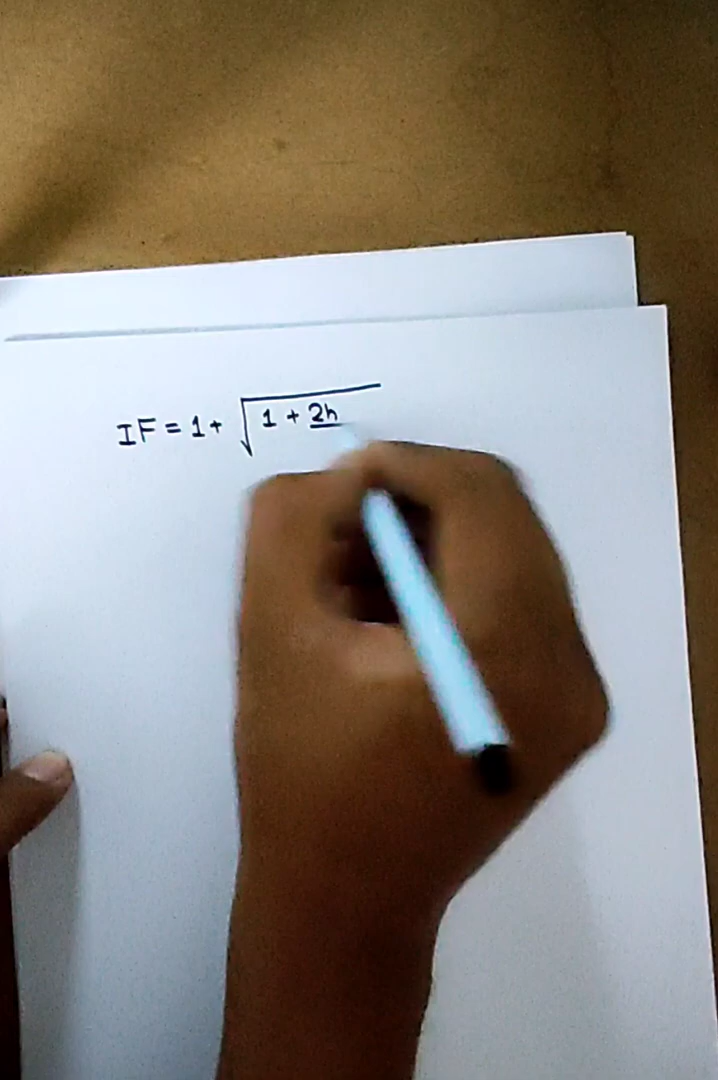 IF = 1 + √1 + 2h